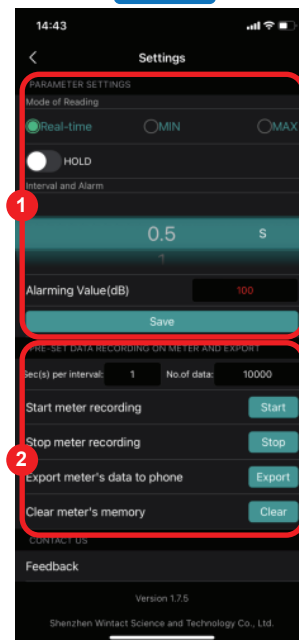 14:43
Settings
PARAMETER SETTINGS
Mode of Reading
Real-time MIN MAX
HOLD
Interval and Alarm
1
0.5 S
1
Alarming Value(dB) 100
Save
PRE-SET DATA RECORDING ON METER AND EXPORT
Sec(s) per interval: 1 No.of data: 10000
Start meter recording Start
Stop meter recording Stop
2
Export meter's data to phone Export
Clear meter's memory Clear
CONTACT US
Feedback
Version 1.7.5
Shenzhen Wintact Science and Technology Co., Ltd.